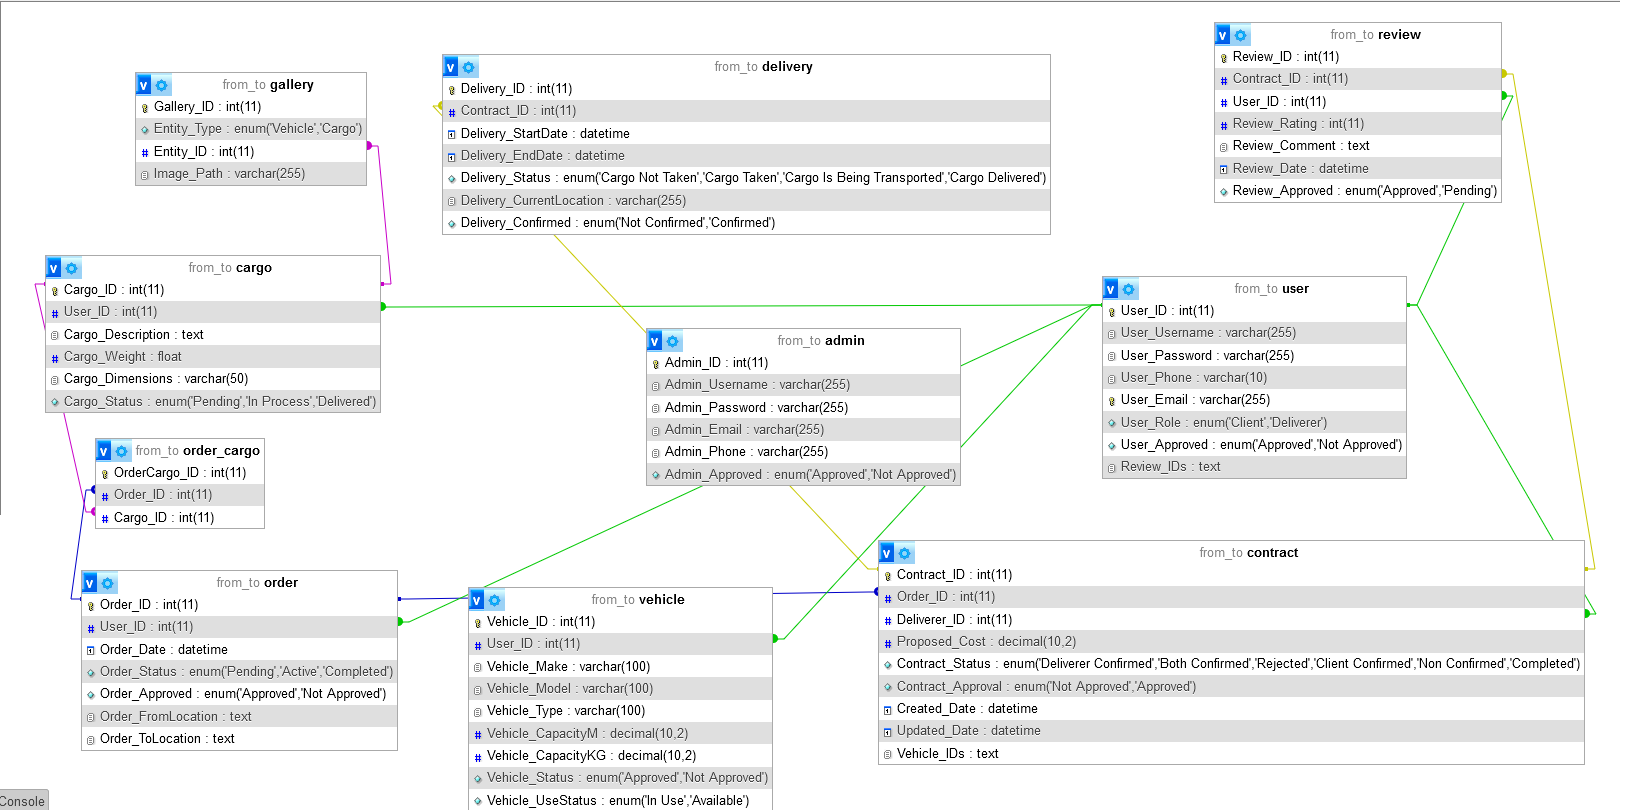 from_to gallery
Gallery_ID : int(11)
Entity_Type : enum('Vehicle','Cargo')
Entity_ID : int(11)
Image_Path : varchar(255)
from_to delivery
Delivery_ID : int(11)
Contract_ID : int(11)
Delivery_StartDate : datetime
Delivery_EndDate : datetime
Delivery_Status : enum('Cargo Not Taken','Cargo Taken','Cargo Is Being Transported','Cargo Delivered')
Delivery_CurrentLocation : varchar(255)
Delivery_Confirmed : enum('Not Confirmed','Confirmed')
from_to review
Review_ID : int(11)
Contract_ID : int(11)
User_ID : int(11)
Review_Rating : int(11)
Review_Comment : text
Review_Date : datetime
Review_Approved : enum('Approved','Pending')
from_to cargo
Cargo_ID : int(11)
User_ID : int(11)
Cargo_Description : text
Cargo_Weight : float
Cargo_Dimensions : varchar(50)
Cargo_Status : enum('Pending','In Process','Delivered')
from_to user
User_ID : int(11)
User_Username : varchar(255)
User_Password : varchar(255)
User_Phone : varchar(10)
User_Email : varchar(255)
User_Role : enum('Client','Deliverer')
User_Approved : enum('Approved','Not Approved')
Review_IDs : text
from_to admin
Admin_ID : int(11)
Admin_Username : varchar(255)
Admin_Password : varchar(255)
Admin_Email : varchar(255)
Admin_Phone : varchar(255)
Admin_Approved : enum('Approved','Not Approved')
from_to order_cargo
OrderCargo_ID : int(11)
Order_ID : int(11)
Cargo_ID : int(11)
from_to order
Order_ID : int(11)
User_ID : int(11)
Order_Date : datetime
Order_Status : enum('Pending','Active','Completed')
Order_Approved : enum('Approved','Not Approved')
Order_FromLocation : text
Order_ToLocation : text
from_to vehicle
Vehicle_ID : int(11)
User_ID : int(11)
Vehicle_Make : varchar(100)
Vehicle_Model : varchar(100)
Vehicle_Type : varchar(100)
Vehicle_CapacityM : decimal(10,2)
Vehicle_CapacityKG : decimal(10,2)
Vehicle_Status : enum('Approved','Not Approved')
Vehicle_UseStatus : enum('In Use','Available')
from_to contract
Contract_ID : int(11)
Order_ID : int(11)
Deliverer_ID : int(11)
Proposed_Cost : decimal(10,2)
Contract_Status : enum('Deliverer Confirmed','Both Confirmed','Rejected','Client Confirmed','Non Confirmed','Completed')
Contract_Approval : enum('Not Approved','Approved')
Created_Date : datetime
Updated_Date : datetime
Vehicle_IDs : text
Console